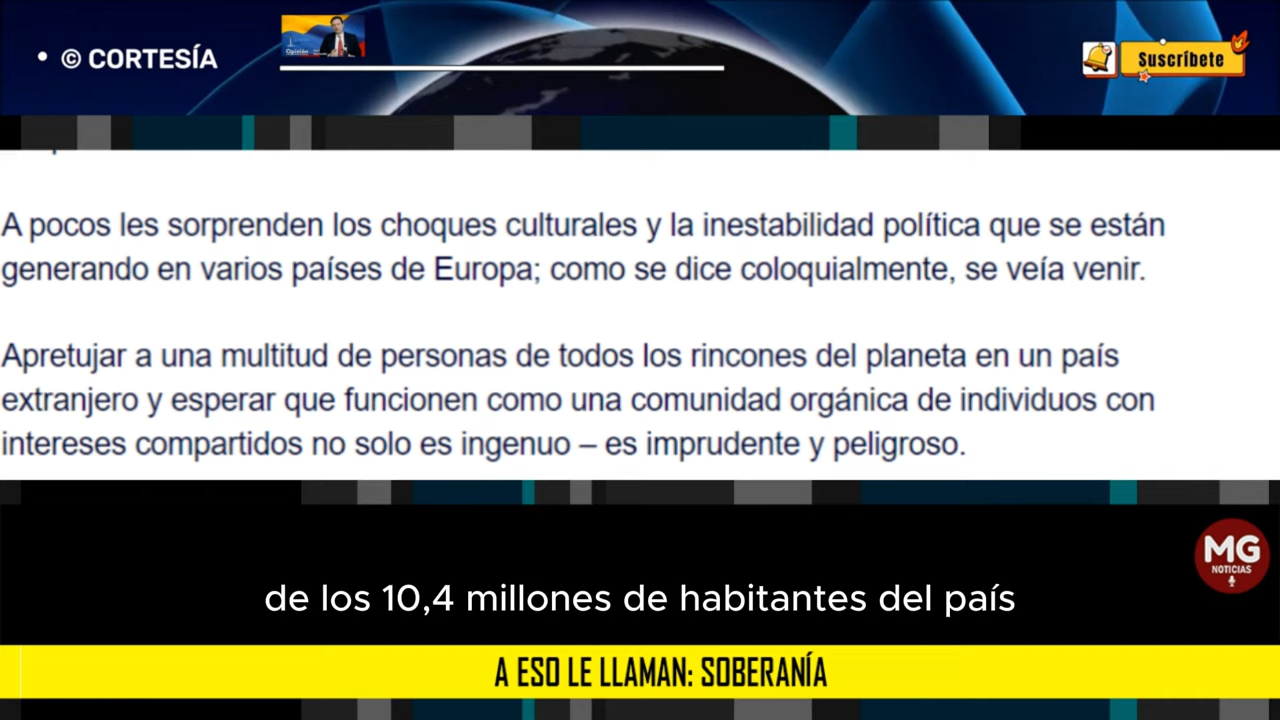 • © CORTESÍA
Opinión
Suscríbete
A pocos les sorprenden los choques culturales y la inestabilidad política que se están
generando en varios países de Europa; como se dice coloquialmente, se veía venir.
Apretujar a una multitud de personas de todos los rincones del planeta en un país
extranjero y esperar que funcionen como una comunidad orgánica de individuos con
intereses compartidos no solo es ingenuo – es imprudente y peligroso.
MG
NOTICIAS
de los 10,4 millones de habitantes del país
A ESO LE LLAMAN: SOBERANÍA